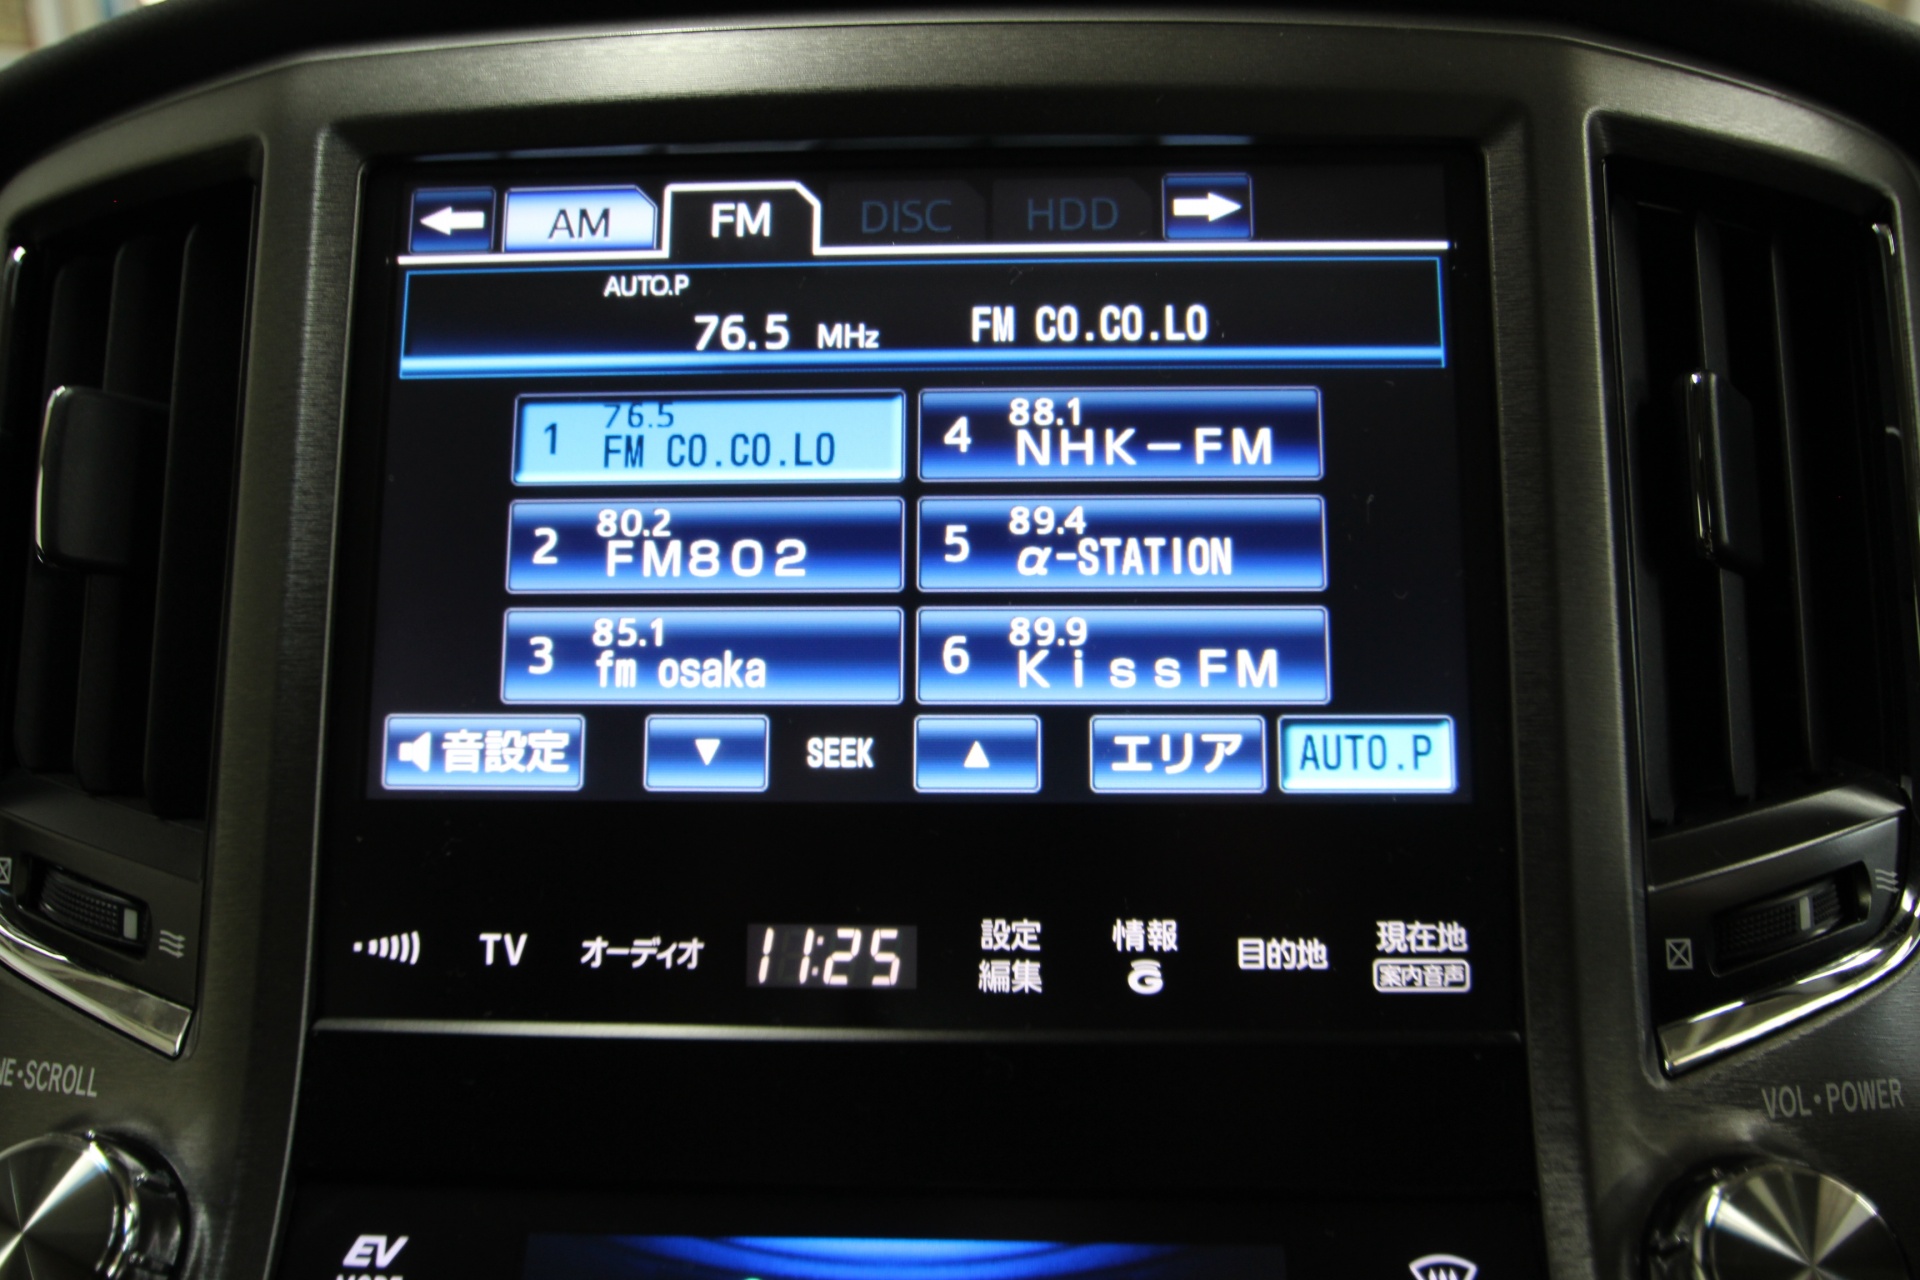 AM FM DISC HDD
AUTO.P
76.5 MHz FM CO.CO.LO
1 76.5 FM CO.CO.LO
4 88.1 NHK-FM
2 80.2 FM802
5 89.4 α-STATION
3 85.1 fm osaka
6 89.9 KissFM
音設定 ▼ SEEK ▲ エリア AUTO.P
TV オーディオ 11:25 設定 編集 情報 G 目的地 現在地 案内音声
SCROLL
VOL・POWER
EV
MODE